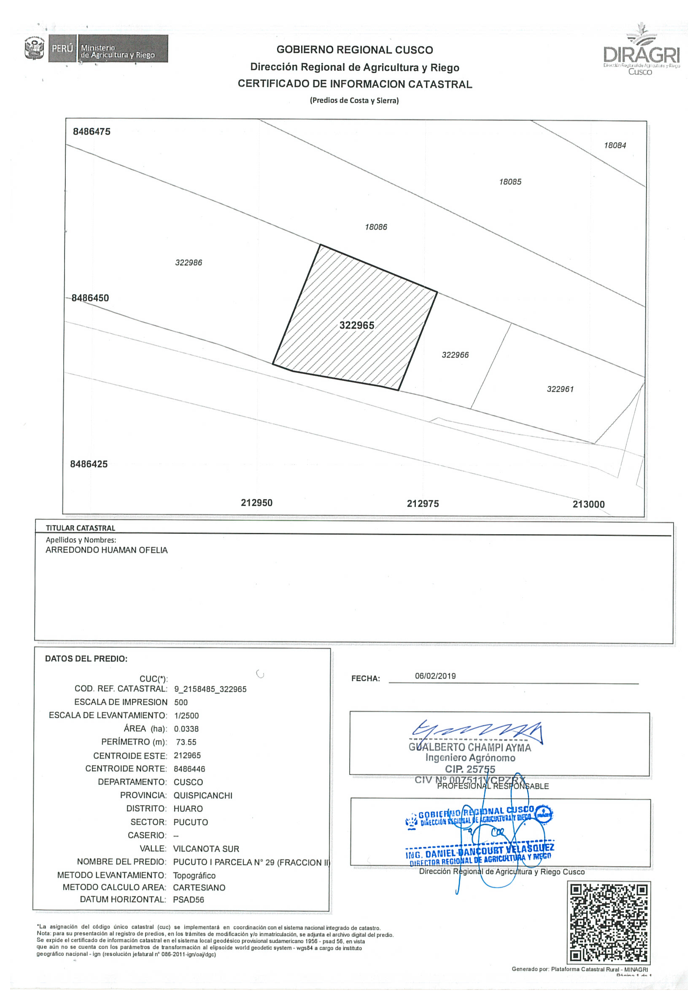 PERÚ
Ministerio
de Agricultura y Riego
GOBIERNO REGIONAL CUSCO
Dirección Regional de Agricultura y Riego
CERTIFICADO DE INFORMACION CATASTRAL
(Predios de Costa y Sierra)
DIRAGRI
Dirección Regional de Agricultura y Riego
Cusco
8486475
18084
18085
18086
322986
8486450
322965
322966
322961
8486425
212950
212975
213000
TITULAR CATASTRAL
Apellidos y Nombres:
ARREDONDO HUAMAN OFELIA
DATOS DEL PREDIO:
CUC(*):
COD. REF. CATASTRAL: 9_2158485_322965
ESCALA DE IMPRESION 500
ESCALA DE LEVANTAMIENTO: 1/2500
ÁREA (ha): 0.0338
PERÍMETRO (m): 73.55
CENTROIDE ESTE: 212965
CENTROIDE NORTE: 8486446
DEPARTAMENTO: CUSCO
PROVINCIA: QUISPICANCHI
DISTRITO: HUARO
SECTOR: PUCUTO
CASERIO: --
VALLE: VILCANOTA SUR
NOMBRE DEL PREDIO: PUCUTO I PARCELA N° 29 (FRACCION II)
METODO LEVANTAMIENTO: Topográfico
METODO CALCULO AREA: CARTESIANO
DATUM HORIZONTAL: PSAD56
FECHA: 06/02/2019
GUALBERTO CHAMPI AYMA
Ingeniero Agrónomo
CIP. 25755
CIV Nº 007511VCPZRX
PROFESIONAL RESPONSABLE
GOBIERNO REGIONAL CUSCO
DIRECCIÓN REGIONAL DE AGRICULTURA Y RIEGO
ING. DANIEL DANCOURT VELASQUEZ
DIRECTOR REGIONAL DE AGRICULTURA Y RIEGO
Dirección Regional de Agricultura y Riego Cusco
*La asignación del código único catastral (cuc) se implementará en coordinación con el sistema nacional integrado de catastro.
Nota: para su presentación al registro de predios, en los trámites de modificación y/o inmatriculación, se adjunta el archivo digital del predio.
Se expide el certificado de información catastral en el sistema local geodésico provisional sudamericano 1956 - psad 56, en vista
que aún no se cuenta con los parámetros de transformación al elipsoide world geodetic system - wgs84 a cargo de instituto
geográfico nacional - ign (resolución jefatural n° 086-2011-ign/oaj/dgc)
Generado por: Plataforma Catastral Rural - MINAGRI
Página 1 de 1